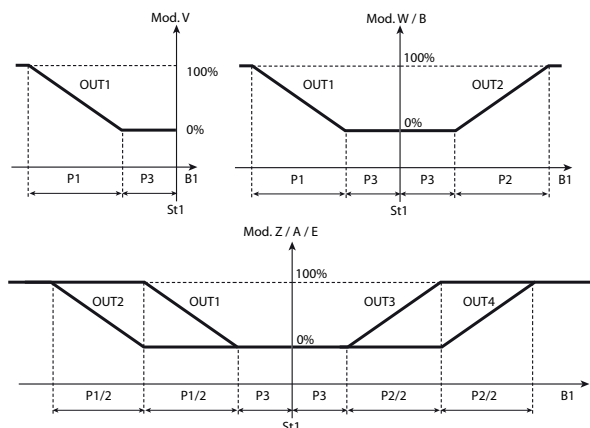 Mod. V
100%
OUT1
0%
P1 P3 B1
St1
Mod. W / B
100%
OUT1 OUT2
0%
P1 P3 P3 P2 B1
St1
Mod. Z / A / E
100%
OUT2 OUT1 OUT3 OUT4
0%
P1/2 P1/2 P3 P3 P2/2 P2/2 B1
St1